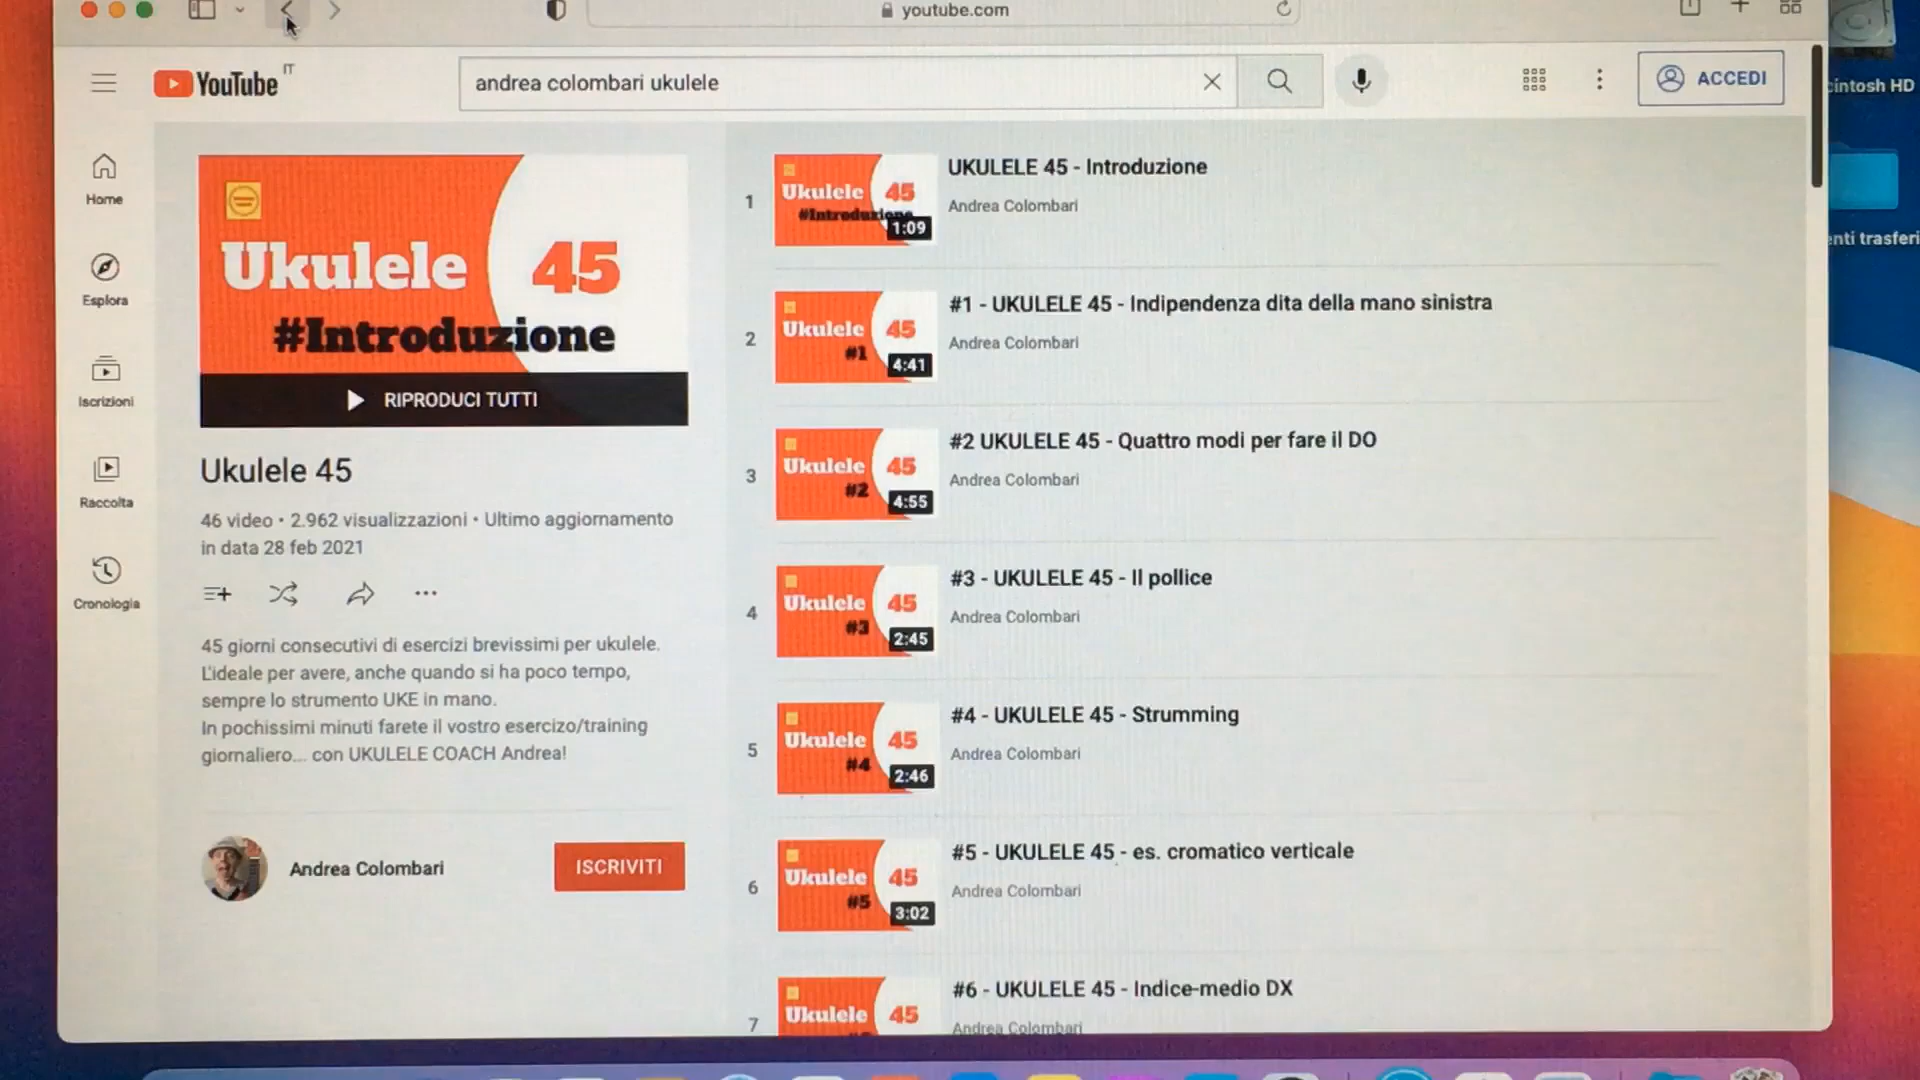 youtube.com
YouTube IT
andrea colombari ukulele
ACCEDI
cintosh HD
enti trasferi
Home
Esplora
Iscrizioni
Raccolta
Cronologia
Ukulele 45
#Introduzione
RIPRODUCI TUTTI
Ukulele 45
46 video • 2.962 visualizzazioni • Ultimo aggiornamento
in data 28 feb 2021
45 giorni consecutivi di esercizi brevissimi per ukulele.
L'ideale per avere, anche quando si ha poco tempo,
sempre lo strumento UKE in mano.
In pochissimi minuti farete il vostro esercizo/training
giornaliero... con UKULELE COACH Andrea!
Andrea Colombari
ISCRIVITI
1
Ukulele 45
#Introduzione
1:09
UKULELE 45 - Introduzione
Andrea Colombari
2
Ukulele 45
#1
4:41
#1 - UKULELE 45 - Indipendenza dita della mano sinistra
Andrea Colombari
3
Ukulele 45
#2
4:55
#2 UKULELE 45 - Quattro modi per fare il DO
Andrea Colombari
4
Ukulele 45
#3
2:45
#3 - UKULELE 45 - Il pollice
Andrea Colombari
5
Ukulele 45
#4
2:46
#4 - UKULELE 45 - Strumming
Andrea Colombari
6
Ukulele 45
#5
3:02
#5 - UKULELE 45 - es. cromatico verticale
Andrea Colombari
7
Ukulele 45
#6 - UKULELE 45 - Indice-medio DX
Andrea Colombari